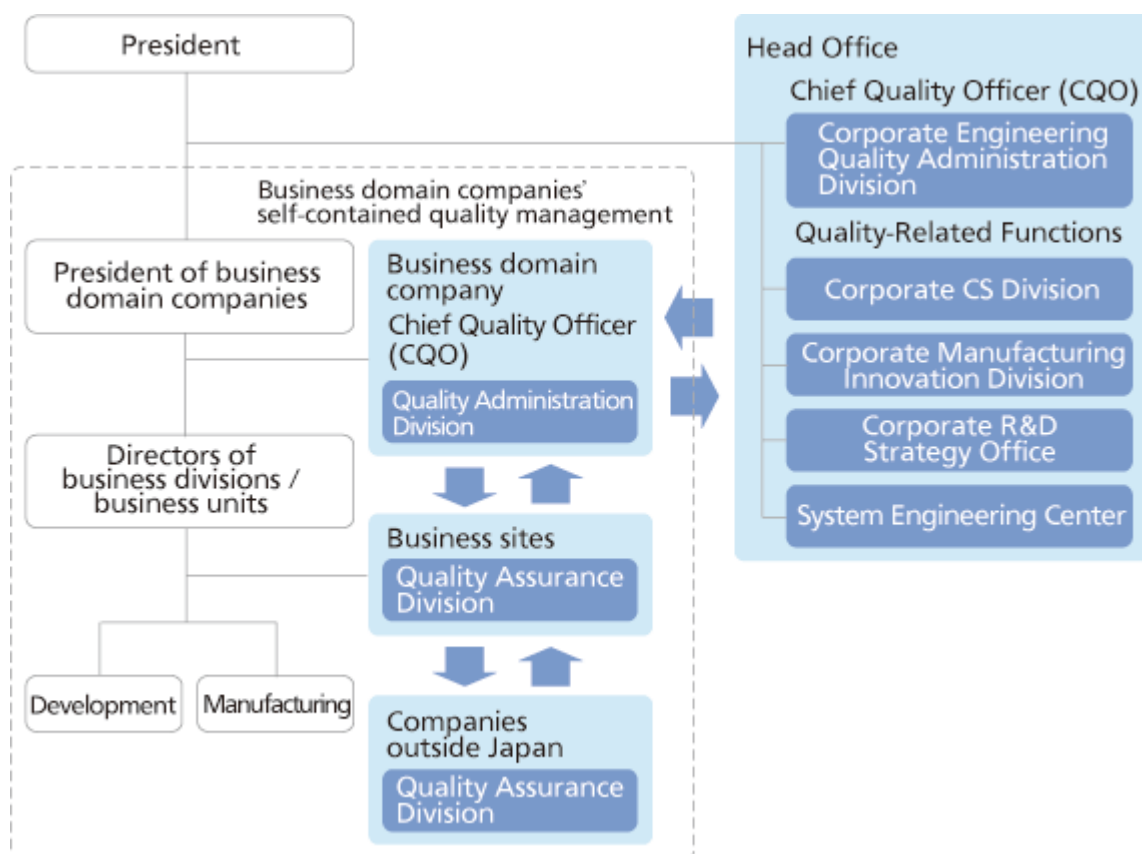 President
Head Office
Chief Quality Officer (CQO)
Corporate Engineering
Quality Administration
Division
Quality-Related Functions
Corporate CS Division
Corporate Manufacturing
Innovation Division
Corporate R&D
Strategy Office
System Engineering Center
Business domain companies’
self-contained quality management
President of business
domain companies
Business domain
company
Chief Quality Officer
(CQO)
Quality Administration
Division
Directors of
business divisions /
business units
Business sites
Quality Assurance
Division
Development
Manufacturing
Companies
outside Japan
Quality Assurance
Division